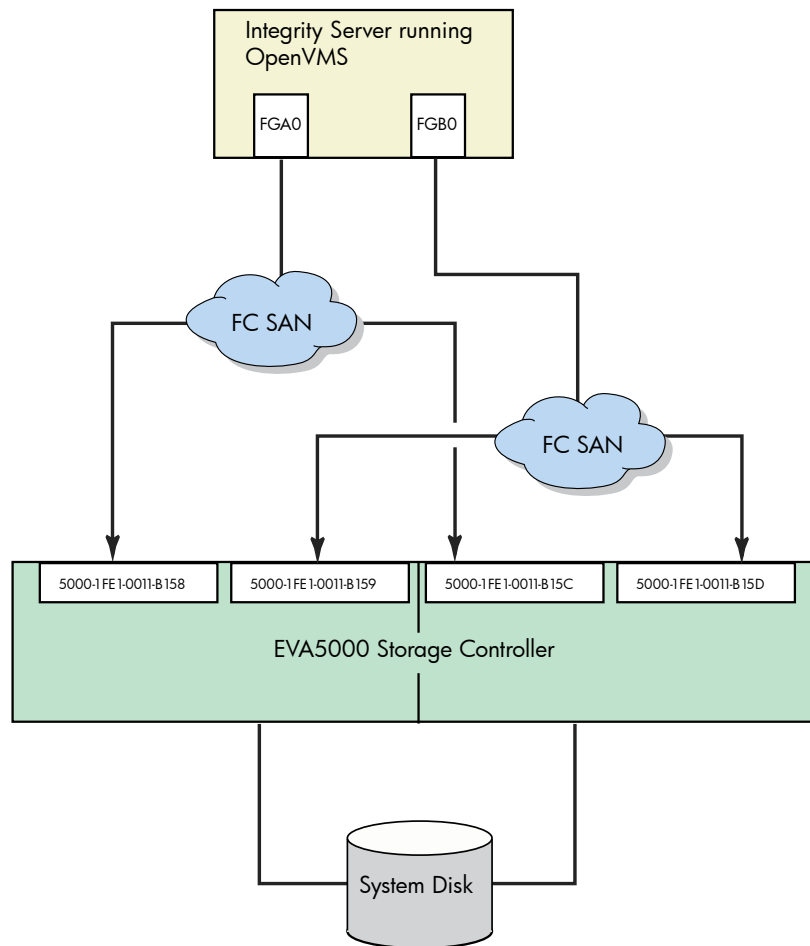 Integrity Server running
OpenVMS
FGA0
FGB0
FC SAN
FC SAN
5000-1FE1-0011-B158
5000-1FE1-0011-B159
5000-1FE1-0011-B15C
5000-1FE1-0011-B15D
EVA5000 Storage Controller
System Disk